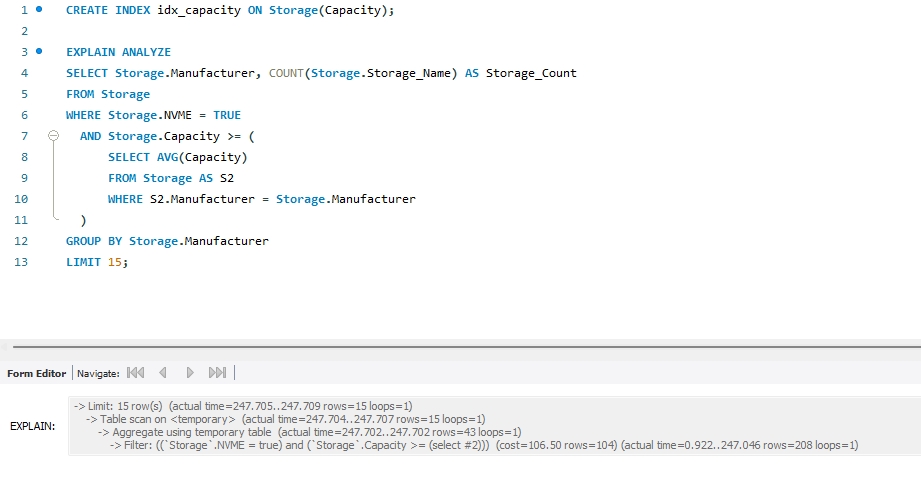 1 CREATE INDEX idx_capacity ON Storage(Capacity);
2
3 EXPLAIN ANALYZE
4 SELECT Storage.Manufacturer, COUNT(Storage.Storage_Name) AS Storage_Count
5 FROM Storage
6 WHERE Storage.NVME = TRUE
7 AND Storage.Capacity >= (
8 SELECT AVG(Capacity)
9 FROM Storage AS S2
10 WHERE S2.Manufacturer = Storage.Manufacturer
11 )
12 GROUP BY Storage.Manufacturer
13 LIMIT 15;
Form Editor Navigate:
EXPLAIN:
-> Limit: 15 row(s) (actual time=247.705..247.709 rows=15 loops=1)
-> Table scan on <temporary> (actual time=247.704..247.707 rows=15 loops=1)
-> Aggregate using temporary table (actual time=247.702..247.702 rows=43 loops=1)
-> Filter: ((`Storage`.NVME = true) and (`Storage`.Capacity >= (select #2))) (cost=106.50 rows=104) (actual time=0.922..247.046 rows=208 loops=1)